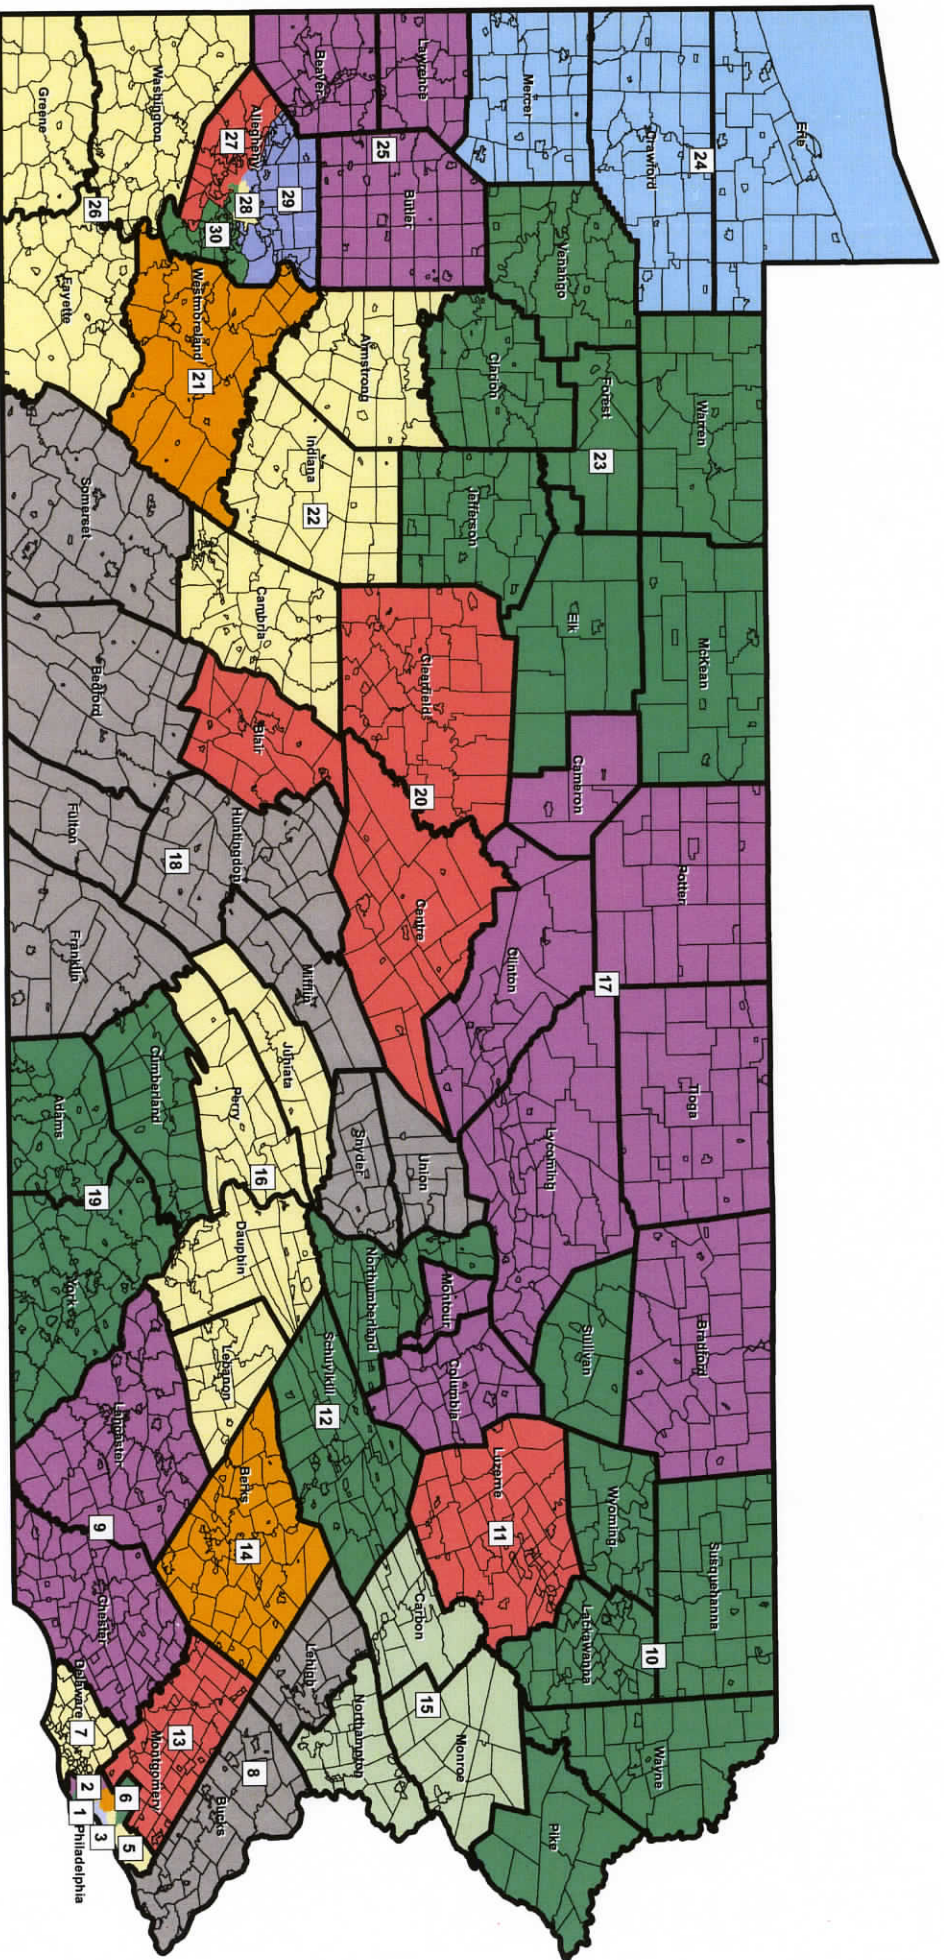 Erie
24
Crawford
Mercer
Lawrence
Beaver
25
Butler
Warren
McKean
Venango
Forest
23
Clarion
Elk
Jefferson
Armstrong
Indiana
22
Allegheny
27
28
29
30
Washington
Greene
26
Fayette
Westmoreland
21
Somerset
Cambria
Clearfield
20
Centre
Blair
Bedford
Fulton
Huntingdon
18
Franklin
Mifflin
Cameron
Potter
17
Clinton
Tioga
Lycoming
Bradford
Sullivan
Montour
Columbia
Union
Snyder
Northumberland
Juniata
Perry
16
Dauphin
Lebanon
Cumberland
Adams
19
York
Susquehanna
10
Wyoming
Lackawanna
Wayne
Pike
Luzerne
11
Schuylkill
12
Carbon
15
Monroe
Northampton
Lehigh
Berks
14
Lancaster
9
Chester
Montgomery
13
Bucks
8
Delaware
7
2
1
3
6
5
Philadelphia